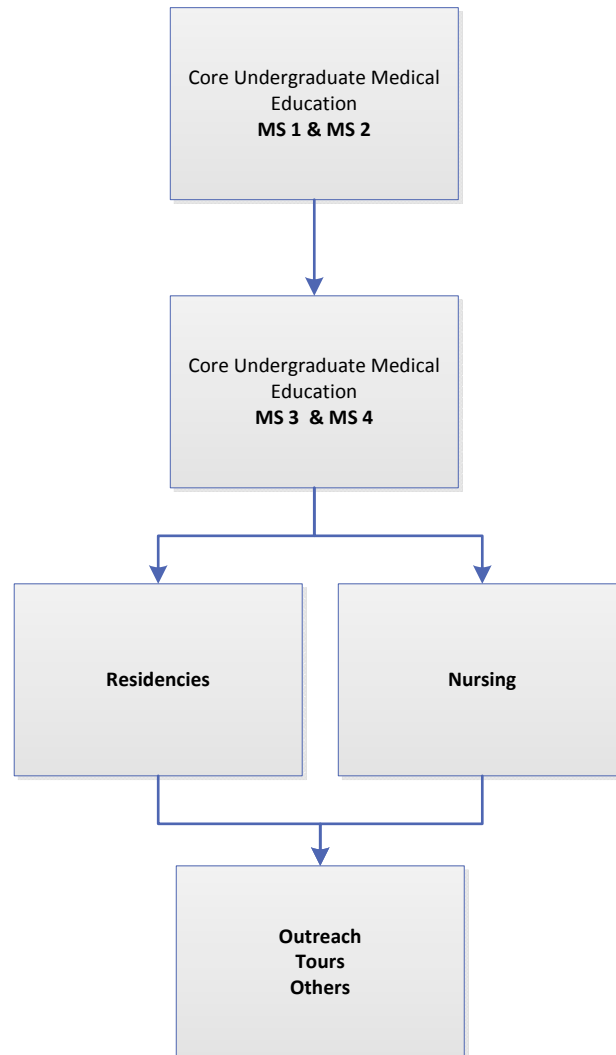 Core Undergraduate Medical
Education
MS 1 & MS 2
Core Undergraduate Medical
Education
MS 3  & MS 4
Residencies
Nursing
Outreach
Tours
Others